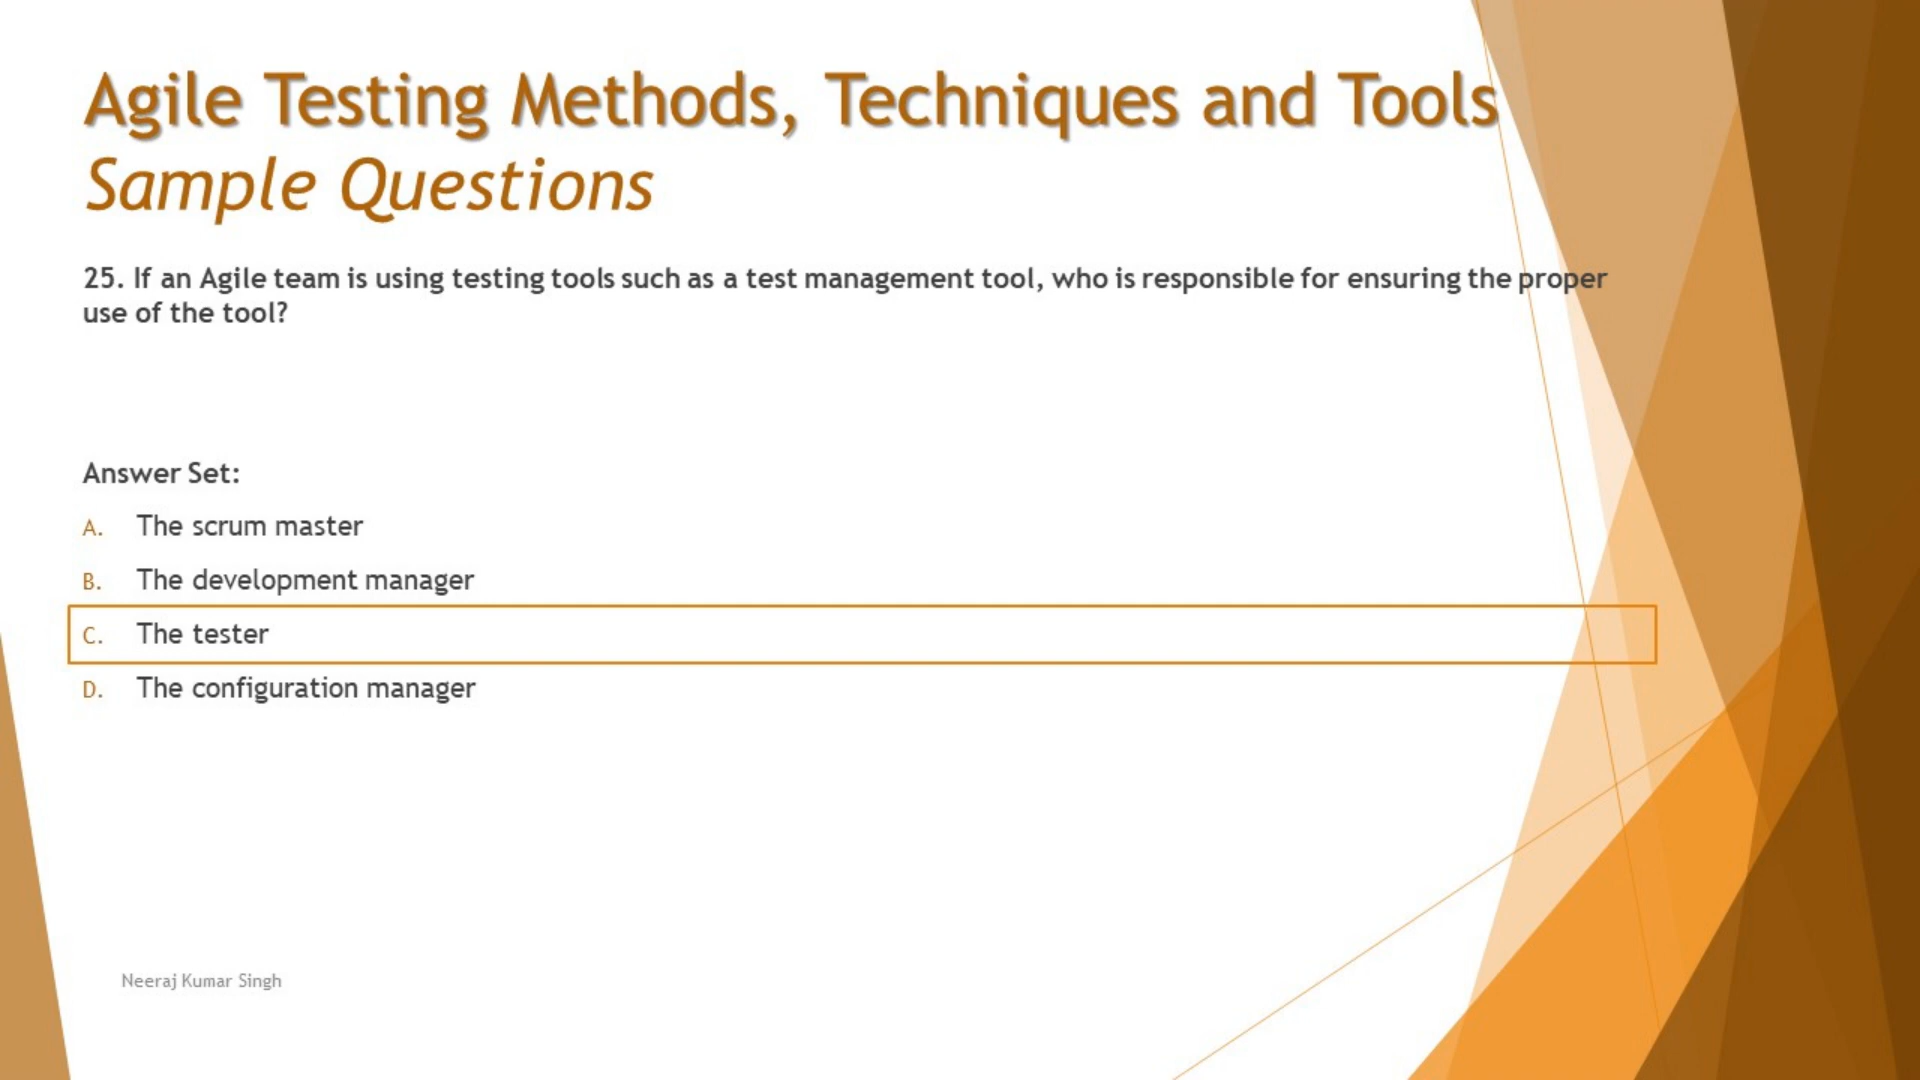 Agile Testing Methods, Techniques and Tools
Sample Questions
25. If an Agile team is using testing tools such as a test management tool, who is responsible for ensuring the proper
use of the tool?
Answer Set:
A. The scrum master
B. The development manager
C. The tester
D. The configuration manager
Neeraj Kumar Singh